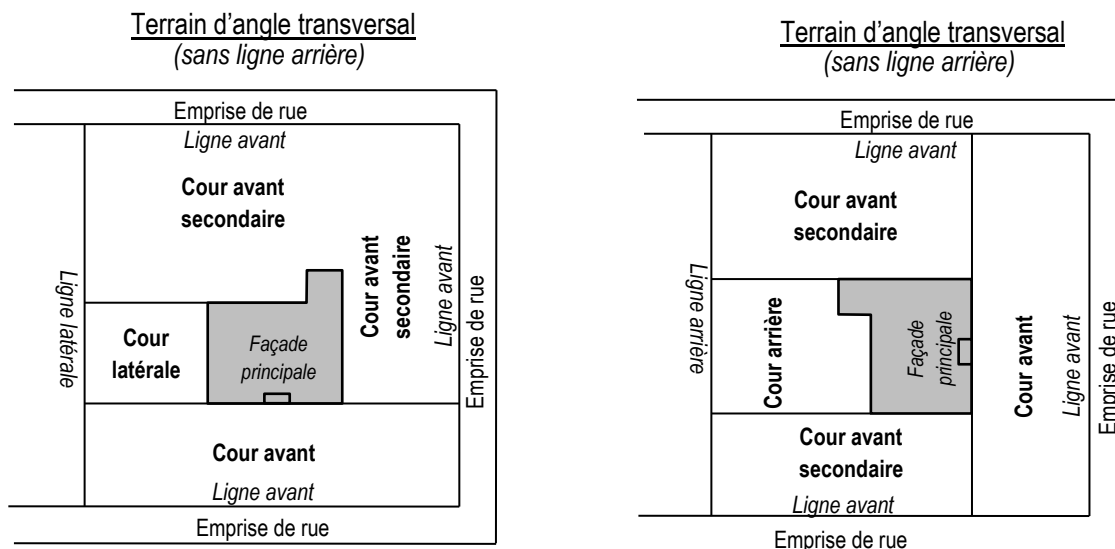 Terrain d'angle transversal
(sans ligne arrière)
Emprise de rue
Ligne avant
Cour avant
secondaire
Cour avant
secondaire
Ligne avant
Emprise de rue
Ligne latérale
Cour
latérale
Façade
principale
Cour avant
Ligne avant
Emprise de rue
Terrain d'angle transversal
(sans ligne arrière)
Emprise de rue
Ligne avant
Cour avant
secondaire
Ligne arrière
Cour arrière
Façade
principale
Cour avant
Ligne avant
Emprise de rue
Cour avant
secondaire
Ligne avant
Emprise de rue